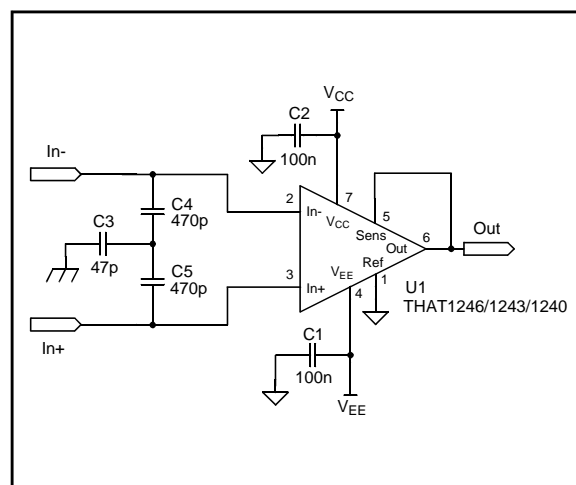 VCC
C2
100n
In-
C4
470p
C3
47p
C5
470p
In+
2
In-
7
VCC
5
Sens
Out
6
Out
3
In+
VEE
4
Ref
1
U1
THAT1246/1243/1240
C1
100n
VEE